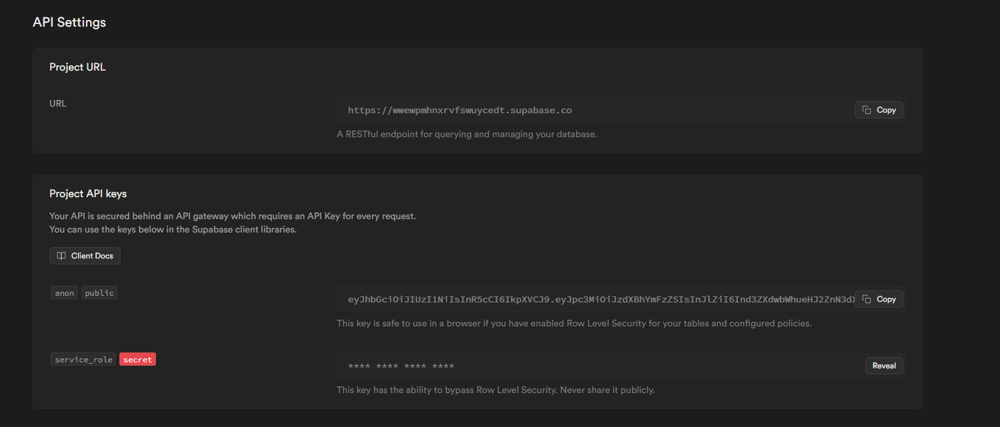 API Settings
Project URL
URL
https://wwewpmhnxrvfswuycedt.supabase.co
Copy
A RESTful endpoint for querying and managing your database.
Project API keys
Your API is secured behind an API gateway which requires an API Key for every request.
You can use the keys below in the Supabase client libraries.
Client Docs
anon public
eyJhbGciOiJIUzI1NiIsInR5cCI6IkpXVCJ9.eyJpc3MiOiJzdXBhYmFzZSIsInJlZiI6Ind3ZXdwbWhueHJ2ZnN3dX
Copy
This key is safe to use in a browser if you have enabled Row Level Security for your tables and configured policies.
service_role secret
**** **** **** ****
Reveal
This key has the ability to bypass Row Level Security. Never share it publicly.